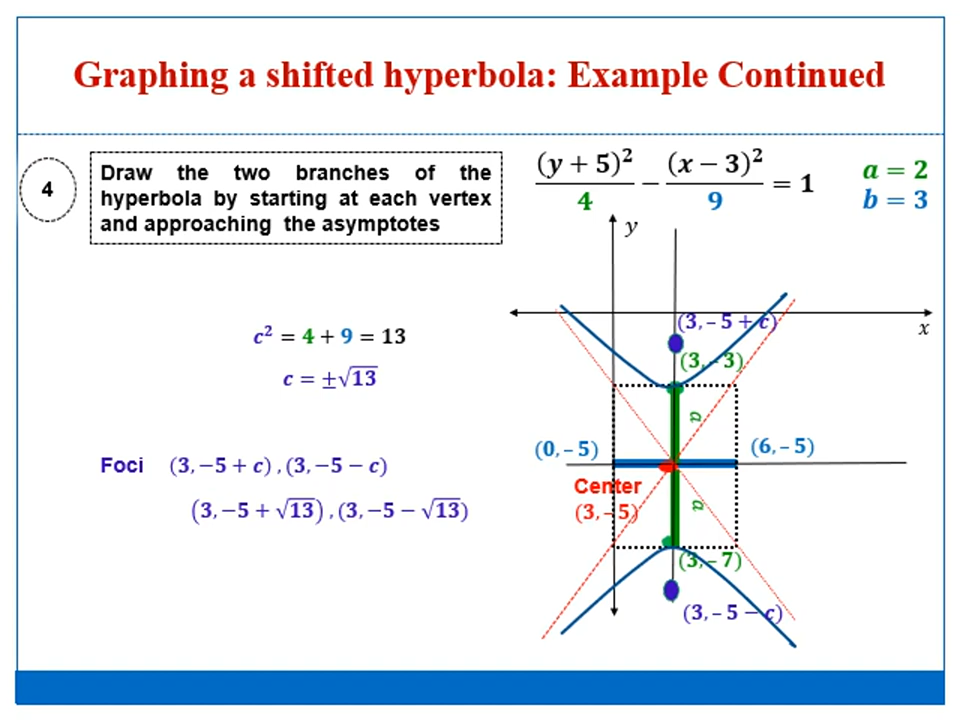 Graphing a shifted hyperbola: Example Continued
4
Draw the two branches of the
hyperbola by starting at each vertex
and approaching the asymptotes
(y + 5)²/4 − (x − 3)²/9 = 1
a = 2
b = 3
y
x
c² = 4 + 9 = 13
c = ±√13
Foci (3, −5 + c) , (3, −5 − c)
(3, −5 + √13) , (3, −5 − √13)
(3, −5 + c)
(3, −3)
a
(0, −5)
(6, −5)
Center
(3, −5)
a
(3, −7)
(3, −5 − c)